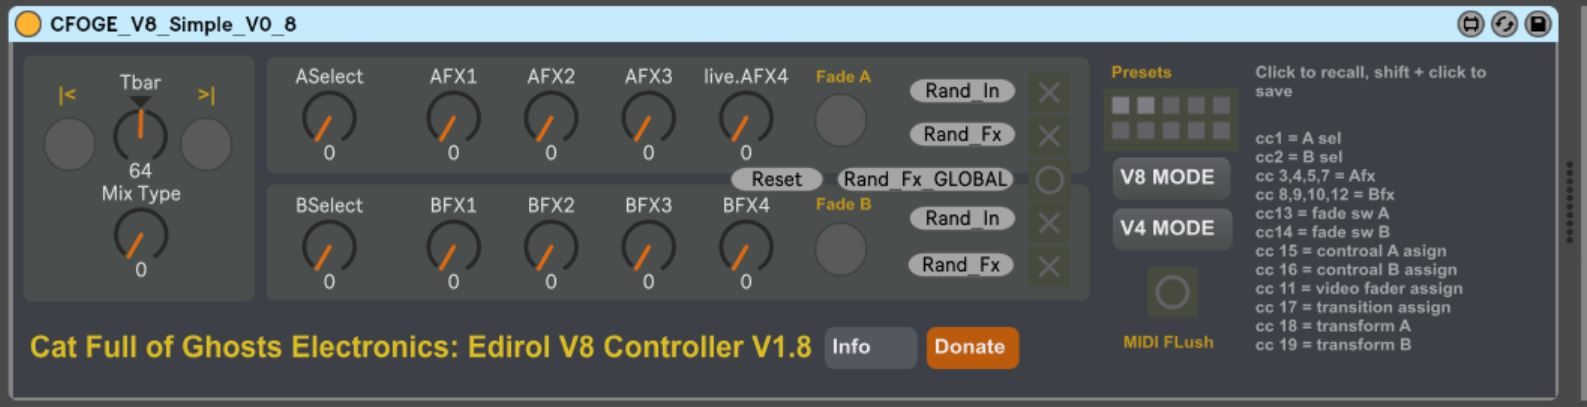 CFOGE_V8_Simple_V0_8
|<
Tbar
>|
64
Mix Type
0
ASelect AFX1 AFX2 AFX3 live.AFX4 Fade A
0 0 0 0 0
Rand_In
Rand_Fx
Reset Rand_Fx_GLOBAL
BSelect BFX1 BFX2 BFX3 BFX4 Fade B
0 0 0 0 0
Rand_In
Rand_Fx
Presets
V8 MODE
V4 MODE
MIDI FLush
Click to recall, shift + click to
save
cc1 = A sel
cc2 = B sel
cc 3,4,5,7 = Afx
cc 8,9,10,12 = Bfx
cc13 = fade sw A
cc14 = fade sw B
cc 15 = controal A asign
cc 16 = controal B assign
cc 11 = video fader assign
cc 17 = transition assign
cc 18 = transform A
cc 19 = transform B
Cat Full of Ghosts Electronics: Edirol V8 Controller V1.8
Info
Donate